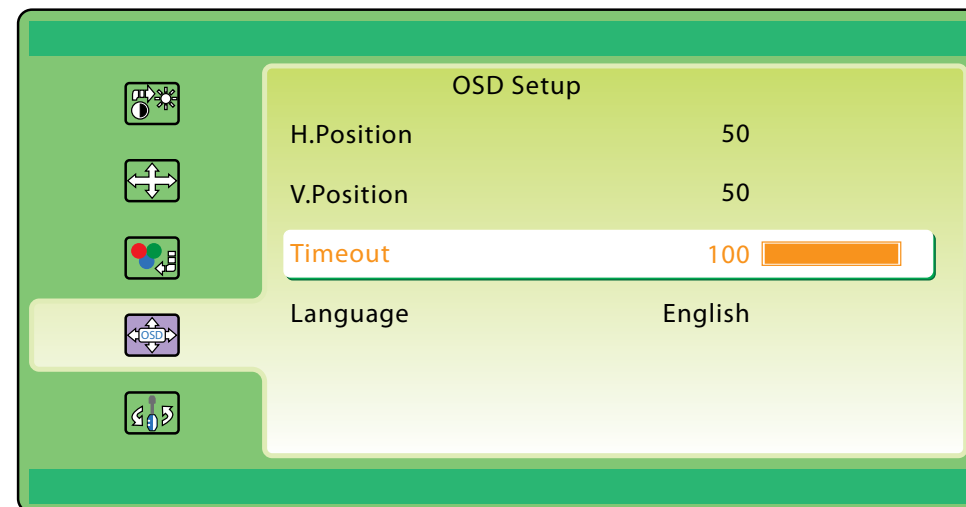 OSD Setup
H.Position 50
V.Position 50
Timeout 100
Language English
OSD